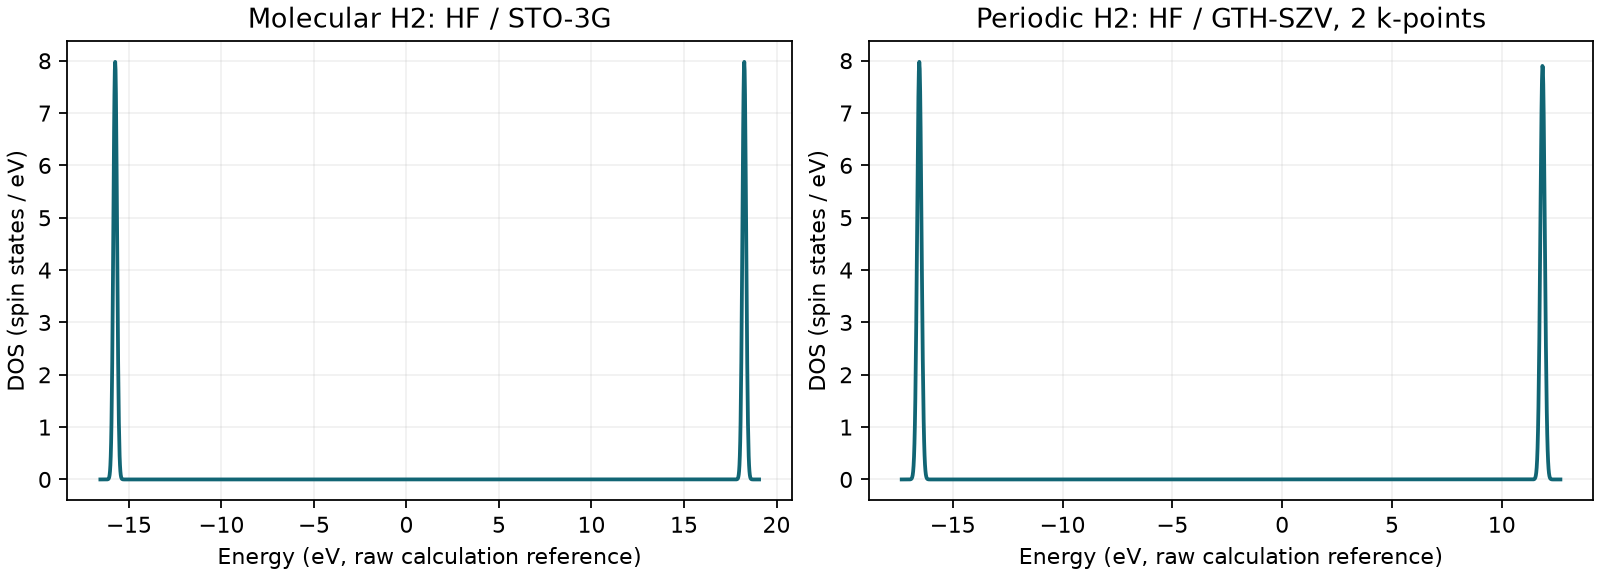 Molecular H2: HF / STO-3G
DOS (spin states / eV)
8
7
6
5
4
3
2
1
0
−15 −10 −5 0 5 10 15 20
Energy (eV, raw calculation reference)
Periodic H2: HF / GTH-SZV, 2 k-points
DOS (spin states / eV)
8
7
6
5
4
3
2
1
0
−15 −10 −5 0 5 10
Energy (eV, raw calculation reference)